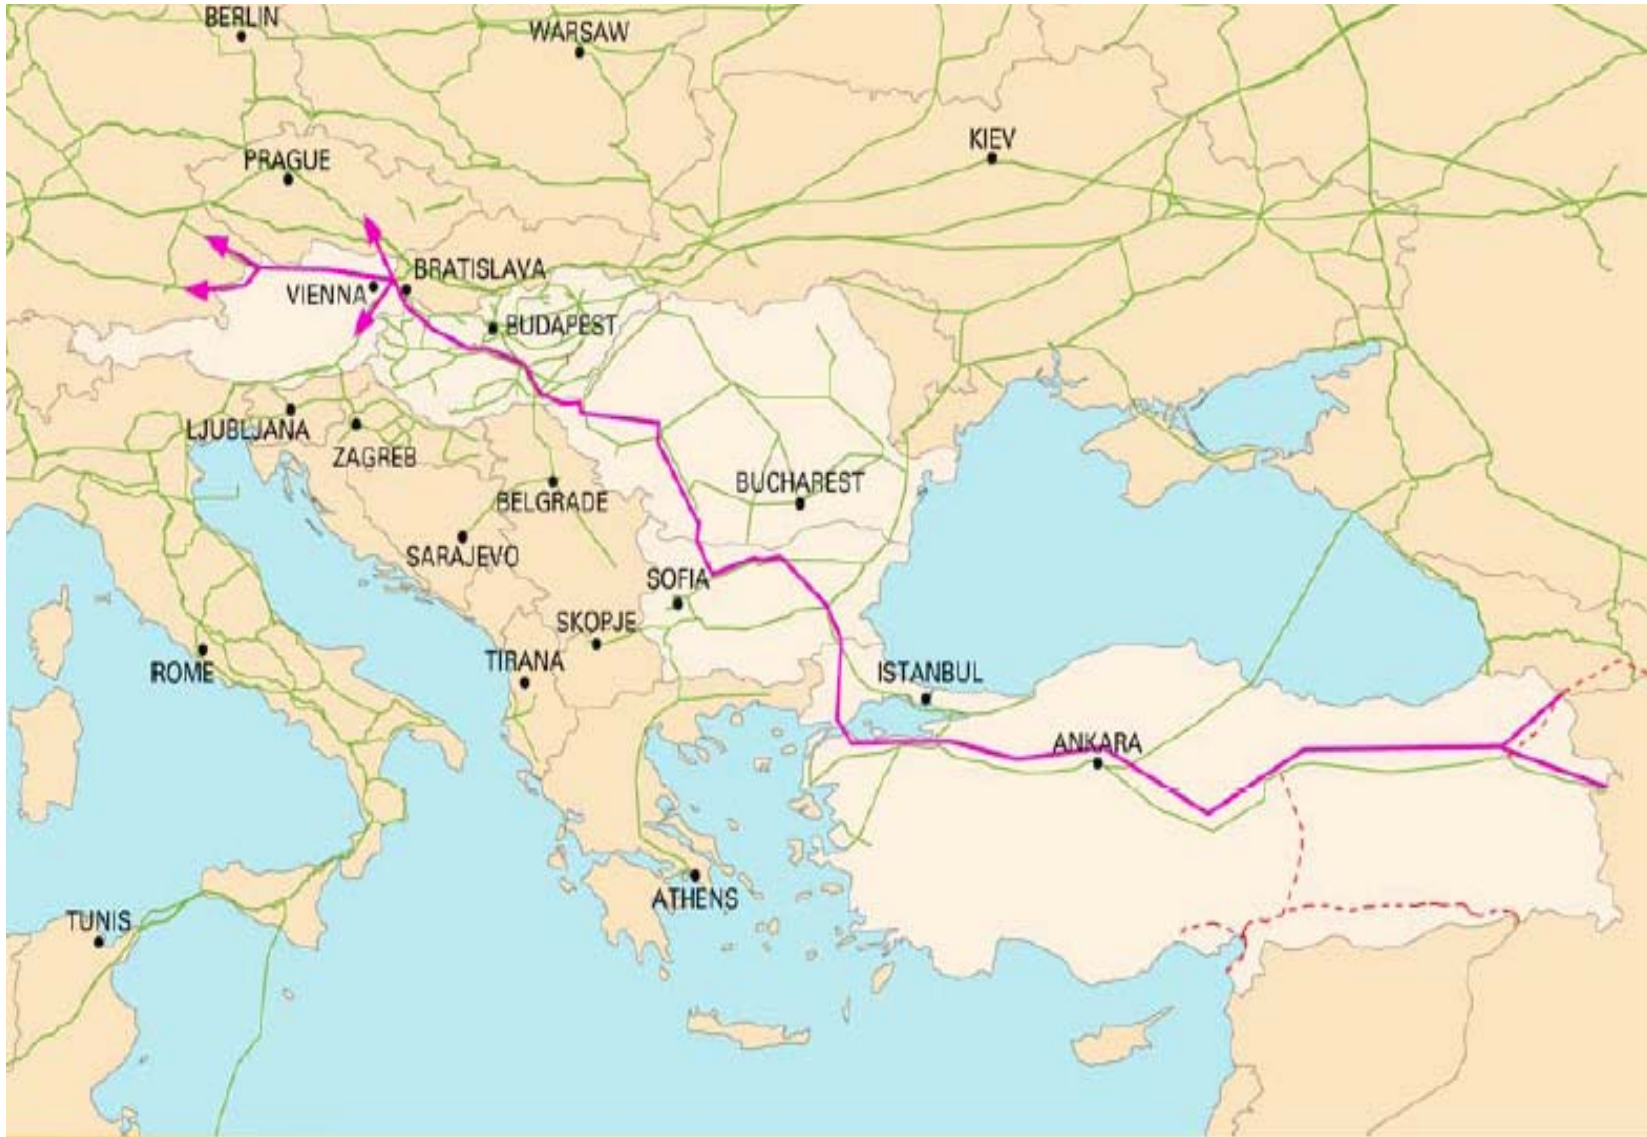 BERLIN
WARSAW
KIEV
PRAGUE
BRATISLAVA
VIENNA
BUDAPEST
LJUBLJANA
ZAGREB
BUCHAREST
BELGRADE
SARAJEVO
SOFIA
SKOPJE
TIRANA
ROME
ISTANBUL
ANKARA
ATHENS
TUNIS